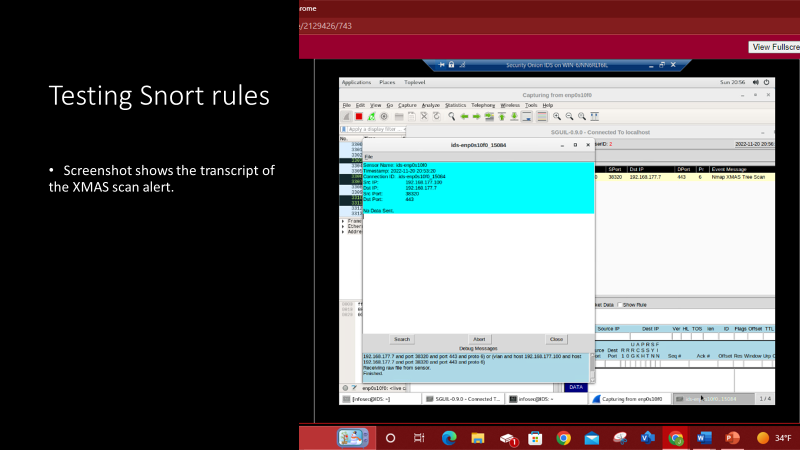 rome
/2129426/743
View Fullscre
Security Onion IDS on WIN-
Applications Places Toplevel
Sun 20:56
Capturing from enp0s10f0
File Edit View Go Capture Analyze Statistics Telephony Wireless Tools Help
Testing Snort rules
Apply a display filter ...
SGUIL-0.9.0 - Connected To localhost
No.
ids-enp0s10f0_15084
serID: 2
2022-11-20 20:56
File
Sensor Name: ids-enp0s10f0
Timestamp: 2022-11-20 20:53:20
Connection ID: .ids-enp0s10f0_15084
Src IP: 192.168.177.100
Dst IP: 192.168.177.7
Src Port: 38320
Dst Port: 443
No Data Sent.
SPort Dst IP DPort Pr Event Message
38320 192.168.177.7 443 6 Nmap XMAS Tree Scan
• Screenshot shows the transcript of
the XMAS scan alert.
Frame
Ether
Addre
ket Data Show Rule
Source IP Dest IP Ver HL TOS len ID Flags Offset TTL
Search Abort Close
Debug Messages
U A P R S F
Dest R R R C S S Y I
Port 1 0 G K H T N N Seq # Ack # Offset Res Window Urp
192.168.177.7 and port 38320 and port 443 and proto 6) or (vlan and host 192.168.177.100 and host
192.168.177.7 and port 38320 and port 443 and proto 6)
Receiving raw file from sensor.
Finished.
enp0s10f0: <live c
DATA
[infosec@IDS: ~]
SGUIL-0.9.0 - Connected T...
infosec@IDS: ~
Capturing from enp0s10f0
ids-enp0s10f0_15084
1 / 4
34°F